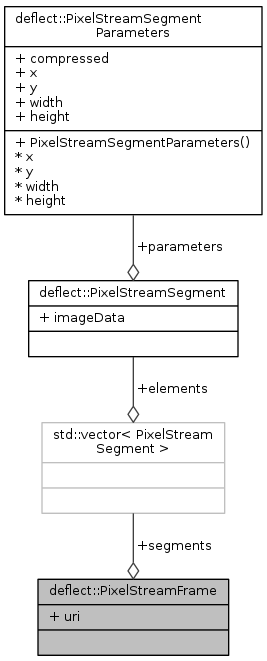 deflect::PixelStreamSegment
Parameters
+ compressed
+ x
+ y
+ width
+ height
+ PixelStreamSegmentParameters()
* x
* y
* width
* height
+parameters
deflect::PixelStreamSegment
+ imageData
+elements
std::vector< PixelStream
Segment >
+segments
deflect::PixelStreamFrame
+ uri